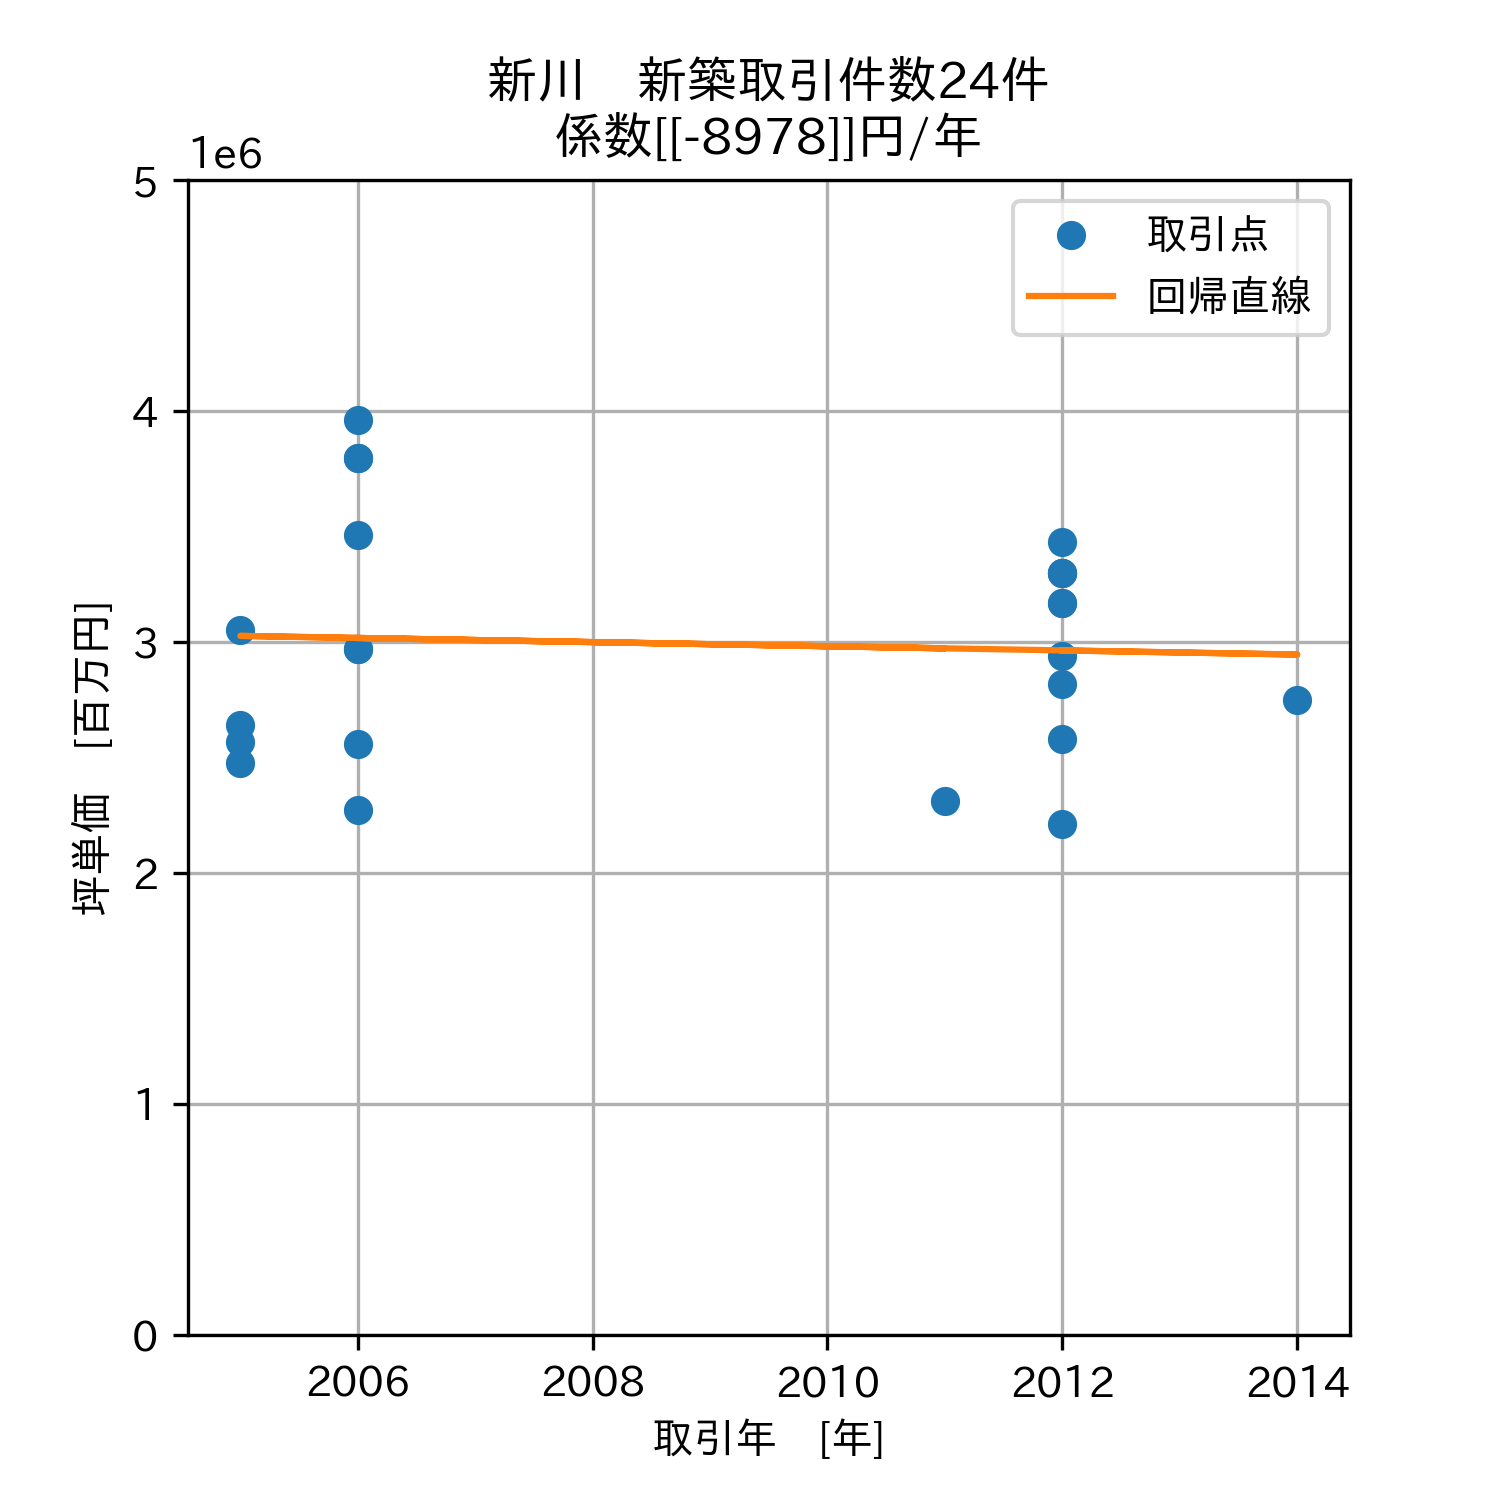 新川　新築取引件数24件
係数[[-8978]]円/年
1e6
5
4
3
2
1
0
坪単価　[百万円]
取引点
回帰直線
2006 2008 2010 2012 2014
取引年　[年]